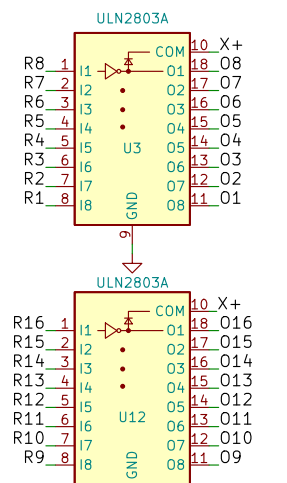 ULN2803A
COM 10 X+
R8 1 I1 O1 18 O8
R7 2 I2 O2 17 O7
R6 3 I3 O3 16 O6
R5 4 I4 O4 15 O5
R4 5 I5 O5 14 O4
U3
R3 6 I6 O6 13 O3
R2 7 I7 O7 12 O2
R1 8 I8 O8 11 O1
GND
9
ULN2803A
COM 10 X+
R16 1 I1 O1 18 O16
R15 2 I2 O2 17 O15
R14 3 I3 O3 16 O14
R13 4 I4 O4 15 O13
R12 5 I5 O5 14 O12
U12
R11 6 I6 O6 13 O11
R10 7 I7 O7 12 O10
R9 8 I8 O8 11 O9
GND